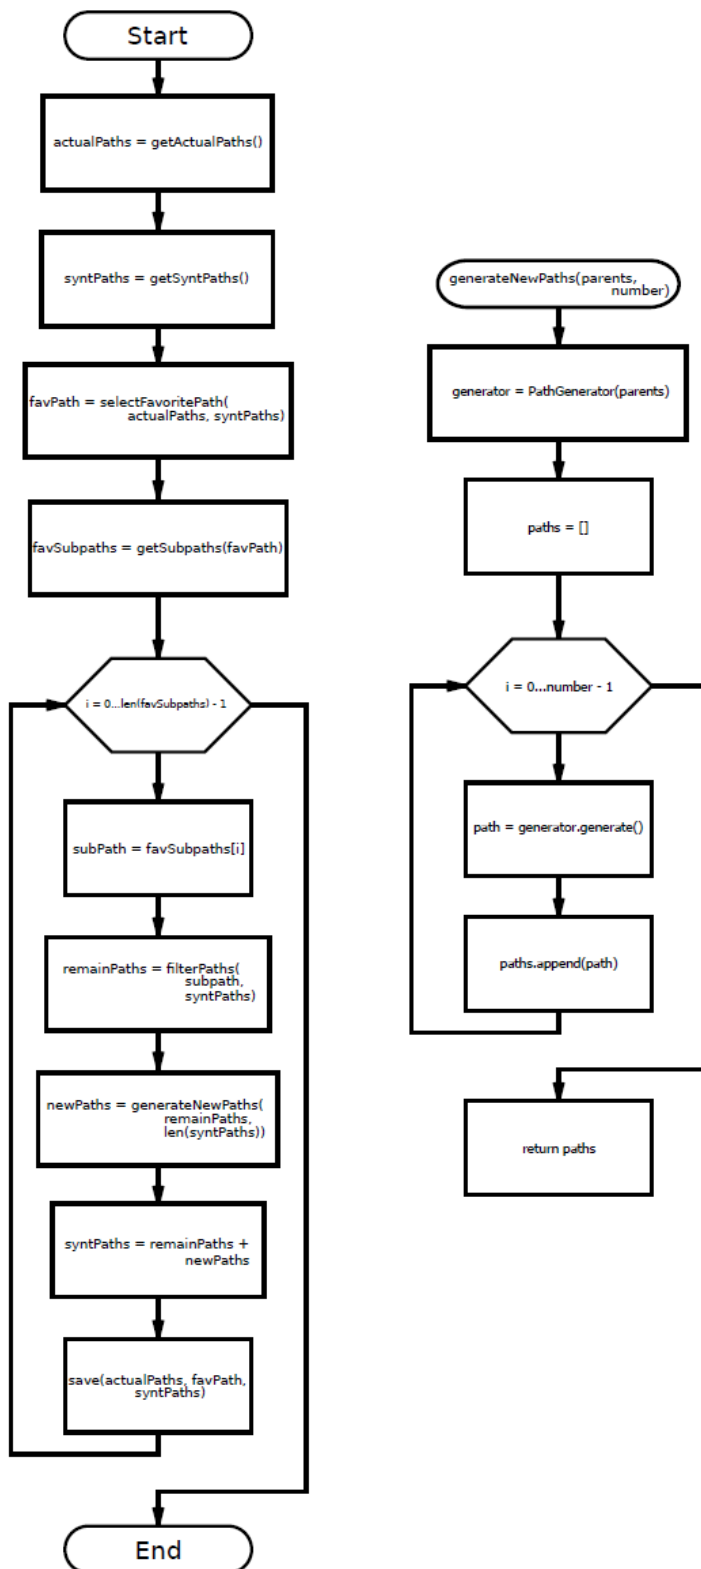 Start
actualPaths = getActualPaths()
syntPaths = getSyntPaths()
favPath = selectFavoritePath(
actualPaths, syntPaths)
favSubpaths = getSubpaths(favPath)
i = 0...len(favSubpaths) - 1
subPath = favSubpaths[i]
remainPaths = filterPaths(
subpath,
syntPaths)
newPaths = generateNewPaths(
remainPaths,
len(syntPaths))
syntPaths = remainPaths +
newPaths
save(actualPaths, favPath,
syntPaths)
End
generateNewPaths(parents,
number)
generator = PathGenerator(parents)
paths = []
i = 0...number - 1
path = generator.generate()
paths.append(path)
return paths